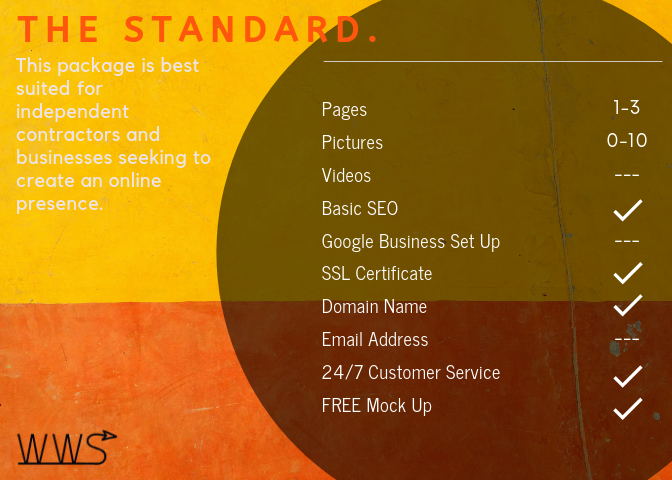 THE STANDARD.
This package is best
suited for
independent
contractors and
businesses seeking to
create an online
presence.
Pages 1-3
Pictures 0-10
Videos ---
Basic SEO ✓
Google Business Set Up ---
SSL Certificate ✓
Domain Name ✓
Email Address ---
24/7 Customer Service ✓
FREE Mock Up ✓
WWS